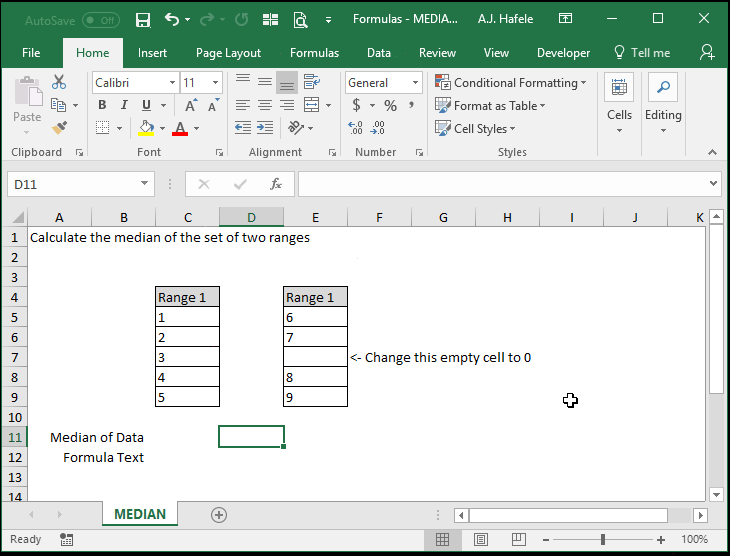 AutoSave Off Formulas - MEDIA... A.J. Hafele
File Home Insert Page Layout Formulas Data Review View Developer Tell me
Paste
Calibri 11
B I U A A
A
General
$ % ,
.00 .0
Conditional Formatting
Format as Table
Cell Styles
Cells
Editing
Clipboard Font Alignment Number Styles
D11 fx
A B C D E F G H I J K
1 Calculate the median of the set of two ranges
2
3
4 Range 1 Range 1
5 1 6
6 2 7
7 3 <- Change this empty cell to 0
8 4 8
9 5 9
10
11 Median of Data
12 Formula Text
13
14
MEDIAN
Ready 100%